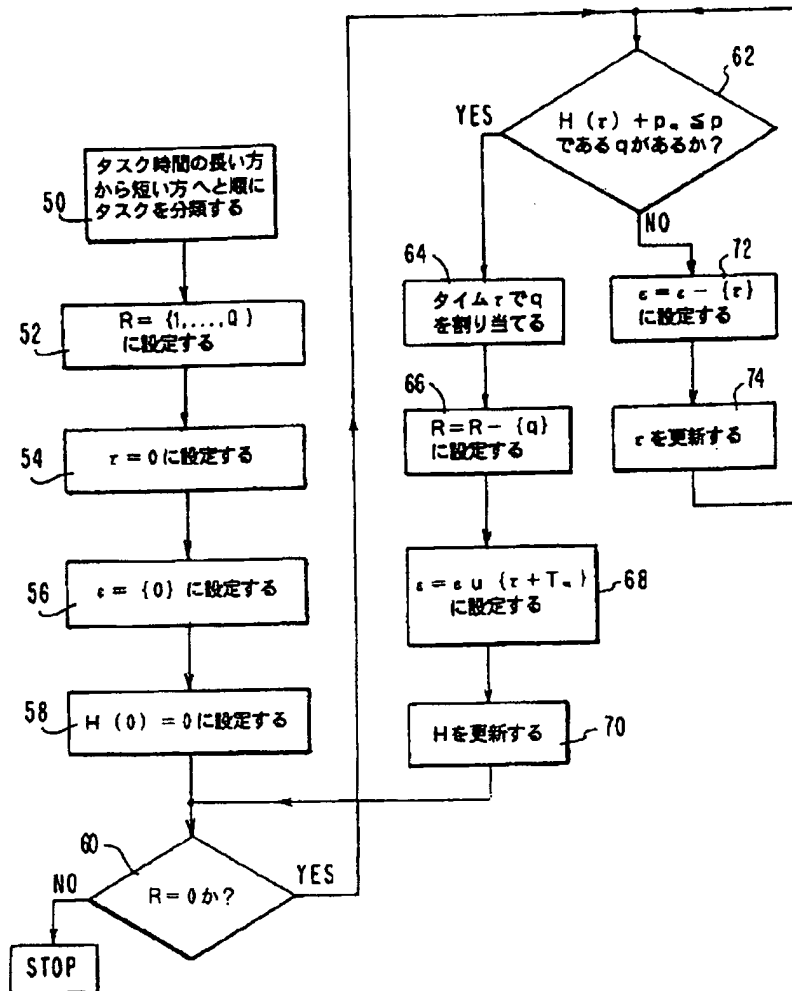 50
タスク時間の長い方
から短い方へと順に
タスクを分類する
52
R= {1,...,Q}
に設定する
54
τ=0に設定する
56
ε= {0} に設定する
58
H (0) =0に設定する
60
R=0か?
NO
YES
STOP
62
H (τ) +pq ≦p
であるqがあるか?
YES
NO
64
タイムτでq
を割り当てる
66
R=R- {q}
に設定する
68
ε=ε u {τ+Tq}
に設定する
70
Hを更新する
72
ε=ε- {τ}
に設定する
74
τを更新する